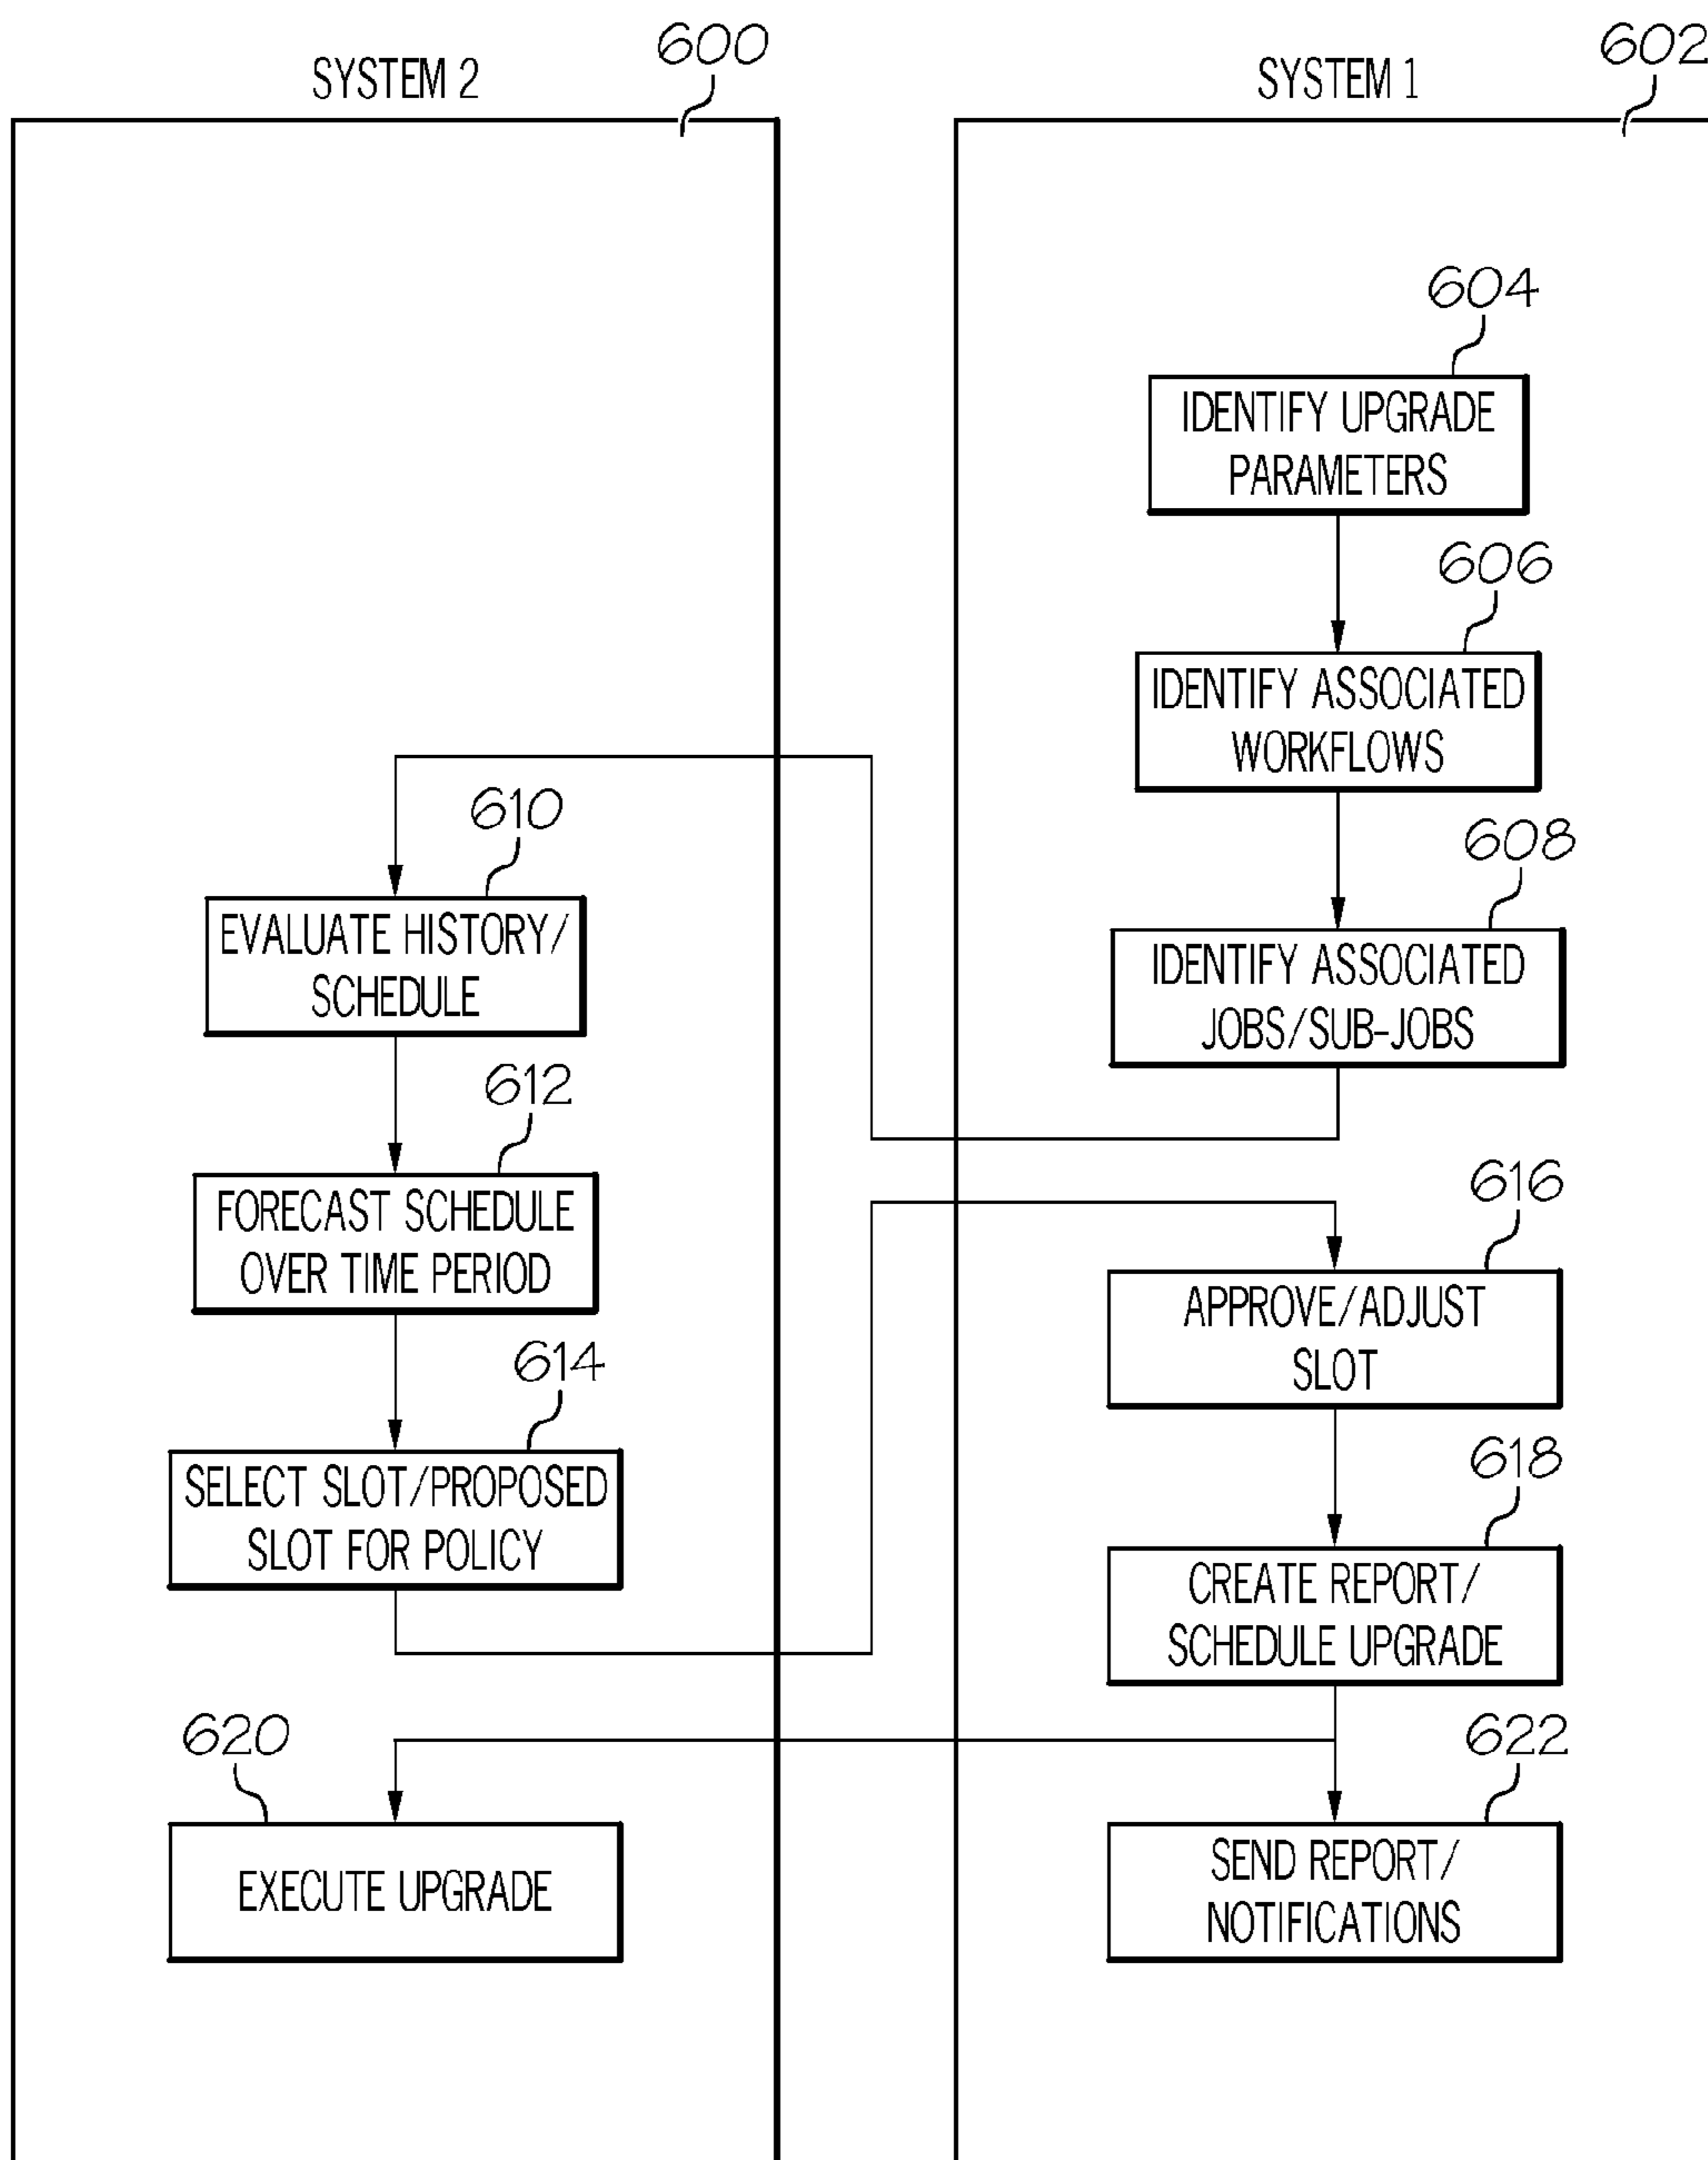 600
602
SYSTEM 2
SYSTEM 1
604
IDENTIFY UPGRADE
PARAMETERS
606
IDENTIFY ASSOCIATED
WORKFLOWS
608
IDENTIFY ASSOCIATED
JOBS/SUB-JOBS
610
EVALUATE HISTORY/
SCHEDULE
612
FORECAST SCHEDULE
OVER TIME PERIOD
614
SELECT SLOT/PROPOSED
SLOT FOR POLICY
616
APPROVE/ADJUST
SLOT
618
CREATE REPORT/
SCHEDULE UPGRADE
620
EXECUTE UPGRADE
622
SEND REPORT/
NOTIFICATIONS